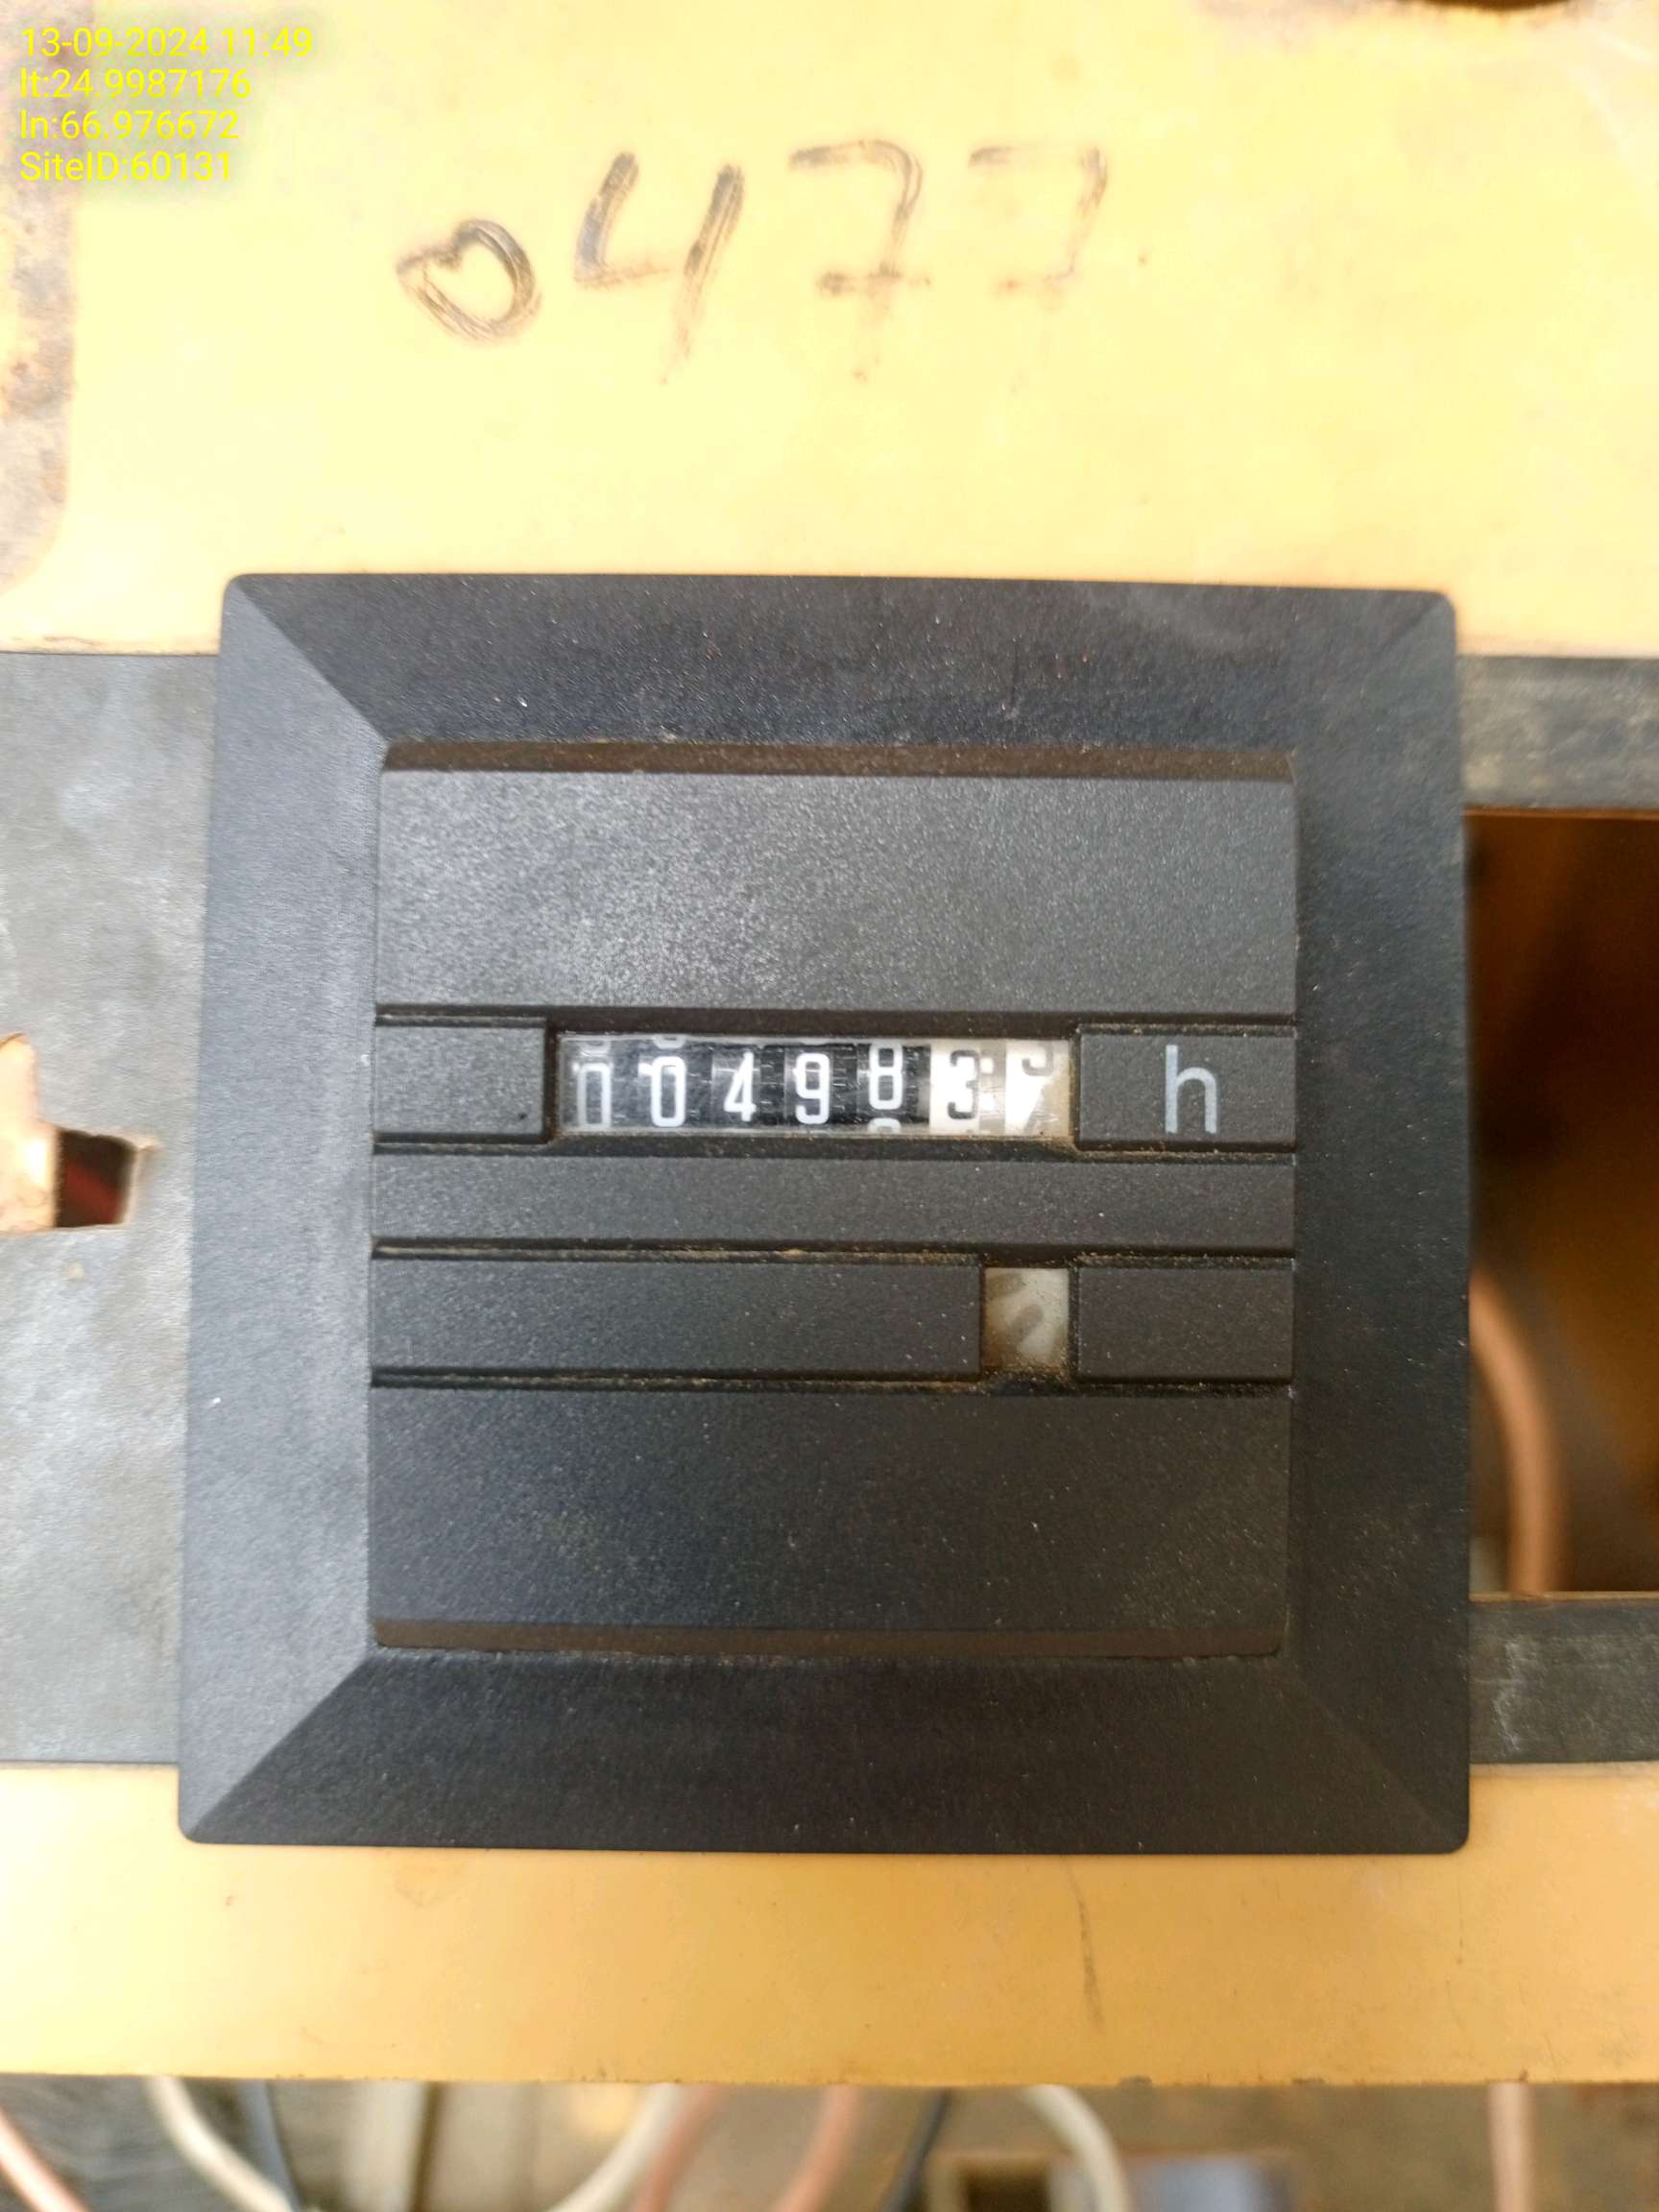 13-09-2024 11:49
lt:24.9987176
ln:66.976672
SiteID:60131
0477
004983 h